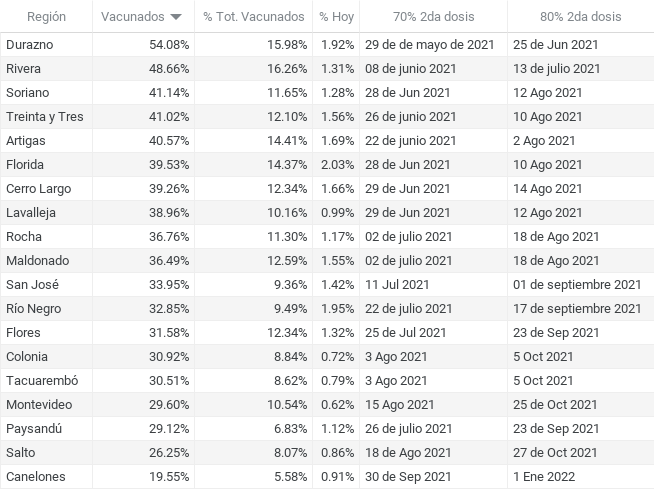 Región Vacunados % Tot. Vacunados % Hoy 70% 2da dosis 80% 2da dosis
Durazno 54.08% 15.98% 1.92% 29 de de mayo de 2021 25 de Jun 2021
Rivera 48.66% 16.26% 1.31% 08 de junio 2021 13 de julio 2021
Soriano 41.14% 11.65% 1.28% 28 de Jun 2021 12 Ago 2021
Treinta y Tres 41.02% 12.10% 1.56% 26 de junio 2021 10 Ago 2021
Artigas 40.57% 14.41% 1.69% 22 de junio 2021 2 Ago 2021
Florida 39.53% 14.37% 2.03% 28 de Jun 2021 10 Ago 2021
Cerro Largo 39.26% 12.34% 1.66% 29 de Jun 2021 14 Ago 2021
Lavalleja 38.96% 10.16% 0.99% 29 de Jun 2021 12 Ago 2021
Rocha 36.76% 11.30% 1.17% 02 de julio 2021 18 de Ago 2021
Maldonado 36.49% 12.59% 1.55% 02 de julio 2021 18 de Ago 2021
San José 33.95% 9.36% 1.42% 11 Jul 2021 01 de septiembre 2021
Río Negro 32.85% 9.49% 1.95% 22 de julio 2021 17 de septiembre 2021
Flores 31.58% 12.34% 1.32% 25 de Jul 2021 23 de Sep 2021
Colonia 30.92% 8.84% 0.72% 3 Ago 2021 5 Oct 2021
Tacuarembó 30.51% 8.62% 0.79% 3 Ago 2021 5 Oct 2021
Montevideo 29.60% 10.54% 0.62% 15 Ago 2021 25 de Oct 2021
Paysandú 29.12% 6.83% 1.12% 26 de julio 2021 23 de Sep 2021
Salto 26.25% 8.07% 0.86% 18 de Ago 2021 27 de Oct 2021
Canelones 19.55% 5.58% 0.91% 30 de Sep 2021 1 Ene 2022